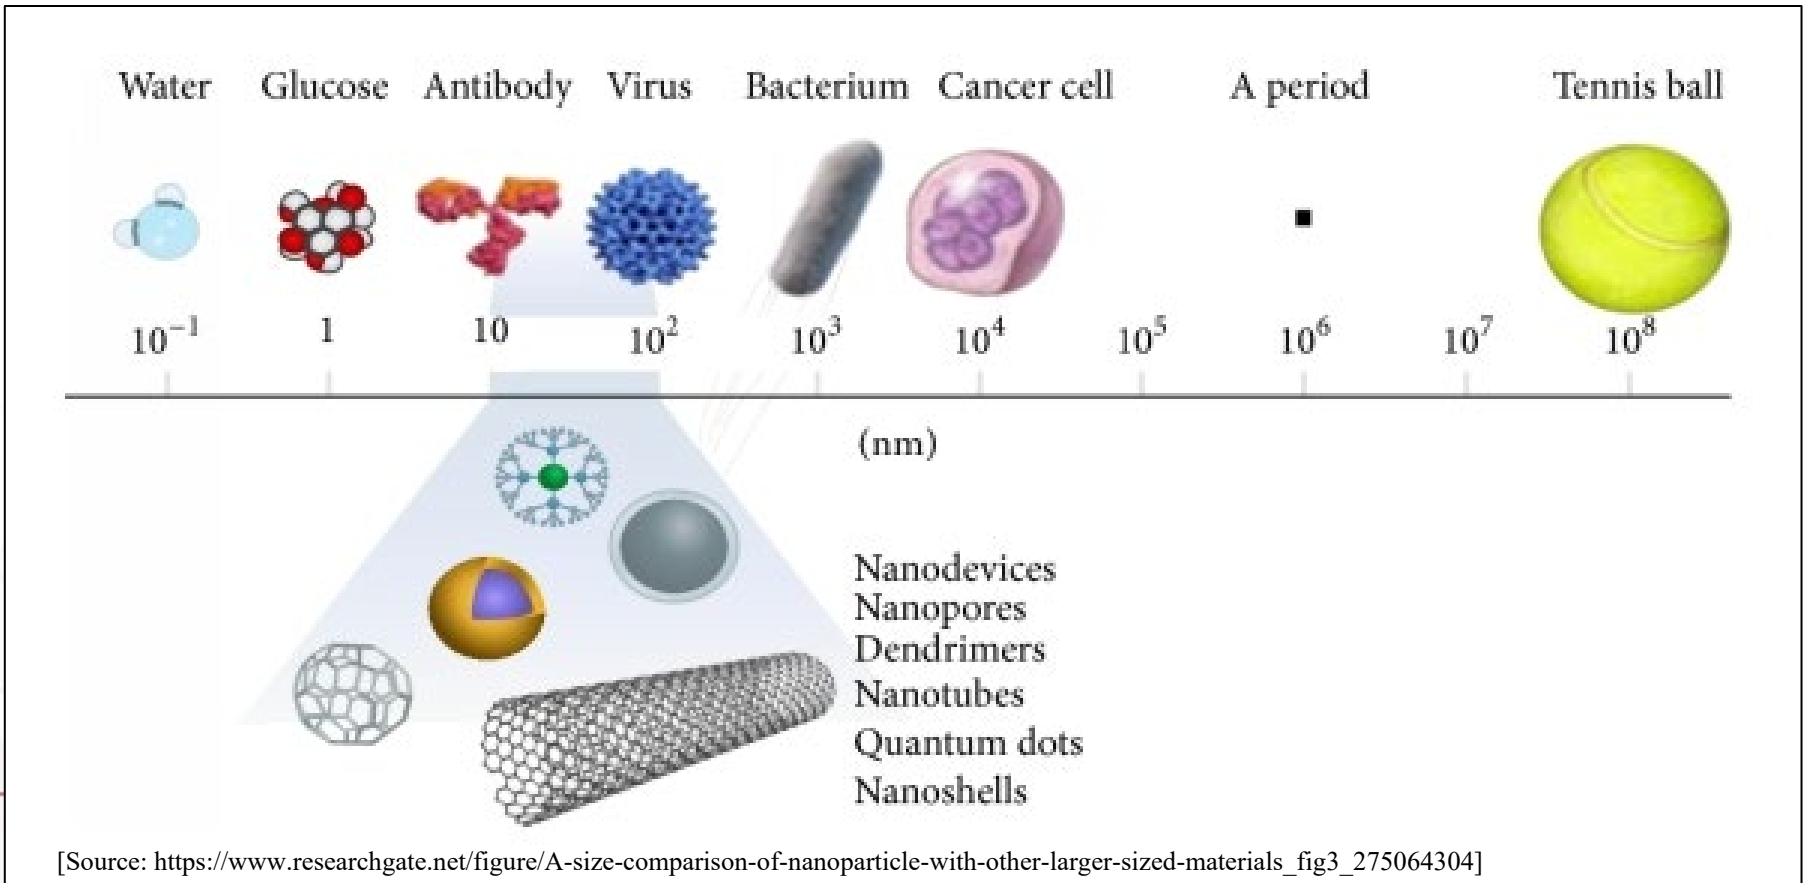 Water Glucose Antibody Virus Bacterium Cancer cell A period Tennis ball
10⁻¹ 1 10 10² 10³ 10⁴ 10⁵ 10⁶ 10⁷ 10⁸
(nm)
Nanodevices
Nanopores
Dendrimers
Nanotubes
Quantum dots
Nanoshells
[Source: https://www.researchgate.net/figure/A-size-comparison-of-nanoparticle-with-other-larger-sized-materials_fig3_275064304]